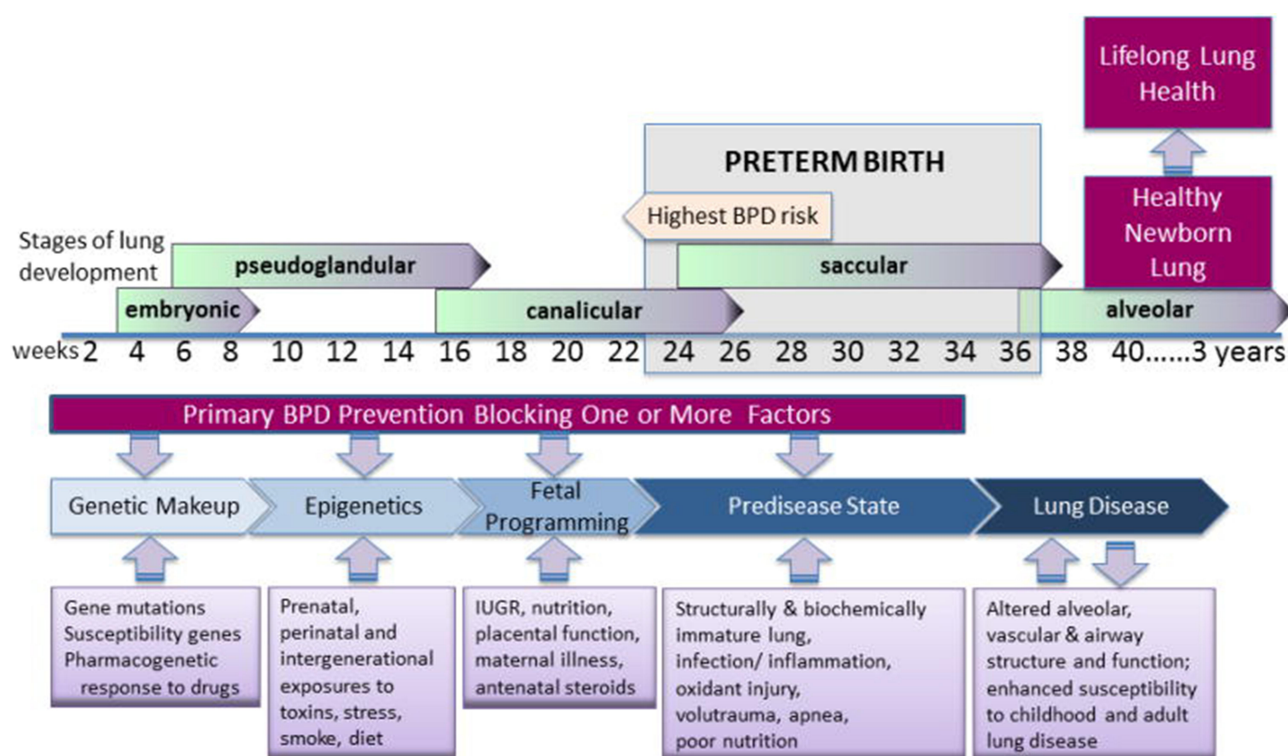 Lifelong Lung
Health
PRETERM BIRTH
Highest BPD risk
Healthy
Newborn
Lung
Stages of lung
development
pseudoglandular
saccular
embryonic
canalicular
alveolar
weeks 2 4 6 8 10 12 14 16 18 20 22 24 26 28 30 32 34 36 38 40......3 years
Primary BPD Prevention Blocking One or More Factors
Genetic Makeup
Epigenetics
Fetal
Programming
Predisease State
Lung Disease
Gene mutations
Susceptibility genes
Pharmacogenetic
response to drugs
Prenatal,
perinatal and
intergenerational
exposures to
toxins, stress,
smoke, diet
IUGR, nutrition,
placental function,
maternal illness,
antenatal steroids
Structurally & biochemically
immature lung,
infection/ inflammation,
oxidant injury,
volutrauma, apnea,
poor nutrition
Altered alveolar,
vascular & airway
structure and function;
enhanced susceptibility
to childhood and adult
lung disease